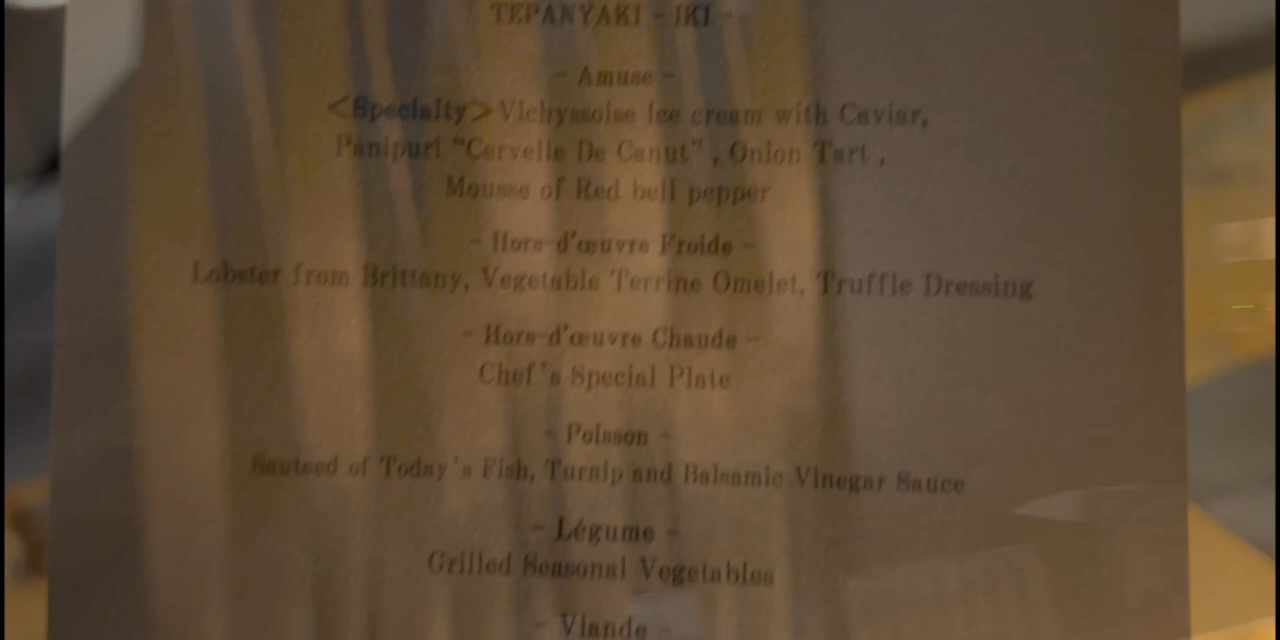 TEPANYAKI - IKI -
- Amuse -
<Specialty> Vichyssoise Ice cream with Caviar,
Panipuri "Cervelle De Canut" , Onion Tart ,
Mousse of Red bell pepper
- Hors-d'œuvre Froide -
Lobster from Brittany, Vegetable Terrine Omelet, Truffle Dressing
- Hors-d'œuvre Chaude -
Chef's Special Plate
- Poisson -
Sauteed of Today's Fish, Turnip and Balsamic Vinegar Sauce
- Légume -
Grilled Seasonal Vegetables
- Viande -